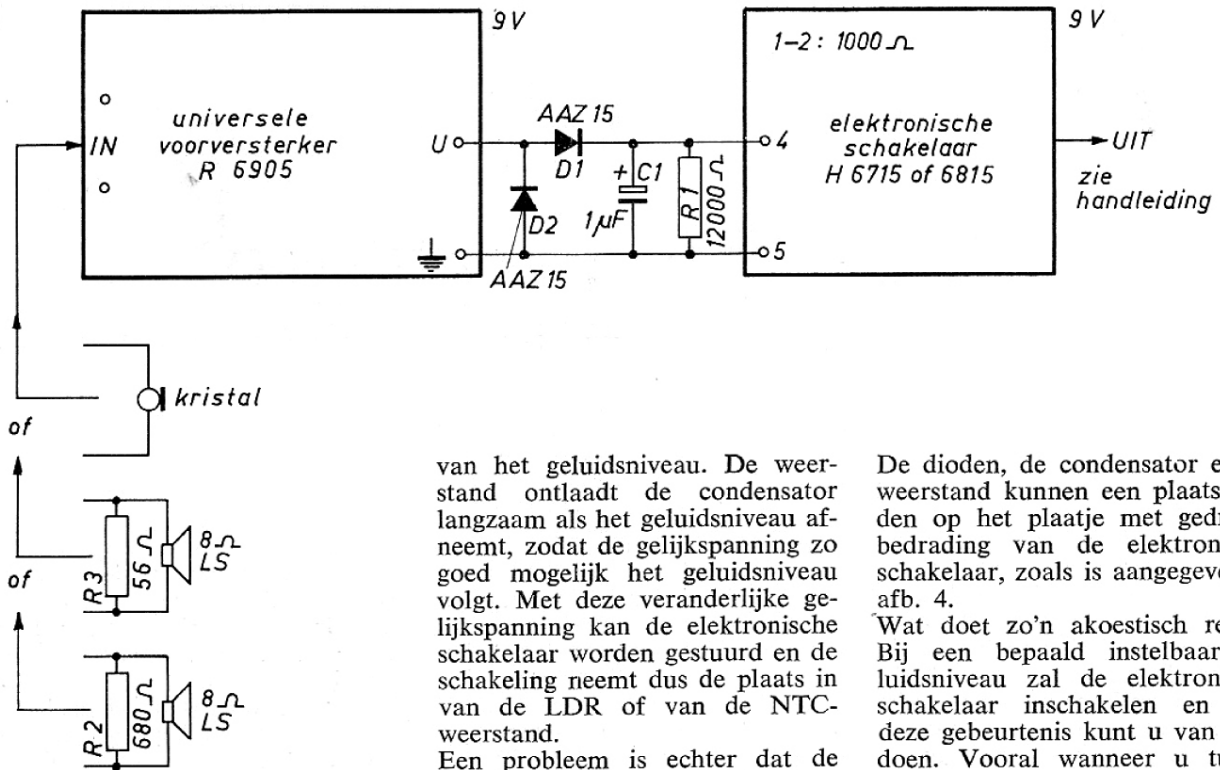 9V
9V
1-2: 1000 Ω
universele
voorversterker
R 6905
IN
U
AAZ 15
D1
D2
AAZ 15
+ C1
1µF
R1
12000 Ω
4
5
elektronische
schakelaar
H 6715 of 6815
UIT
zie
handleiding
kristal
of
R3
56 Ω
8 Ω
LS
of
R2
680 Ω
8 Ω
LS
van het geluidsniveau. De weer-
stand ontlaadt de condensator
langzaam als het geluidsniveau af-
neemt, zodat de gelijkspanning zo
goed mogelijk het geluidsniveau
volgt. Met deze veranderlijke ge-
lijkspanning kan de elektronische
schakelaar worden gestuurd en de
schakeling neemt dus de plaats in
van de LDR of van de NTC-
weerstand.
Een probleem is echter dat de
De dioden, de condensator e
weerstand kunnen een plaats
den op het plaatje met ged
bedrading van de elektron
schakelaar, zoals is aangegeve
afb. 4.
Wat doet zo'n akoestisch re
Bij een bepaald instelbaar
luidsniveau zal de elektron
schakelaar inschakelen en
deze gebeurtenis kunt u van
doen. Vooral wanneer u t